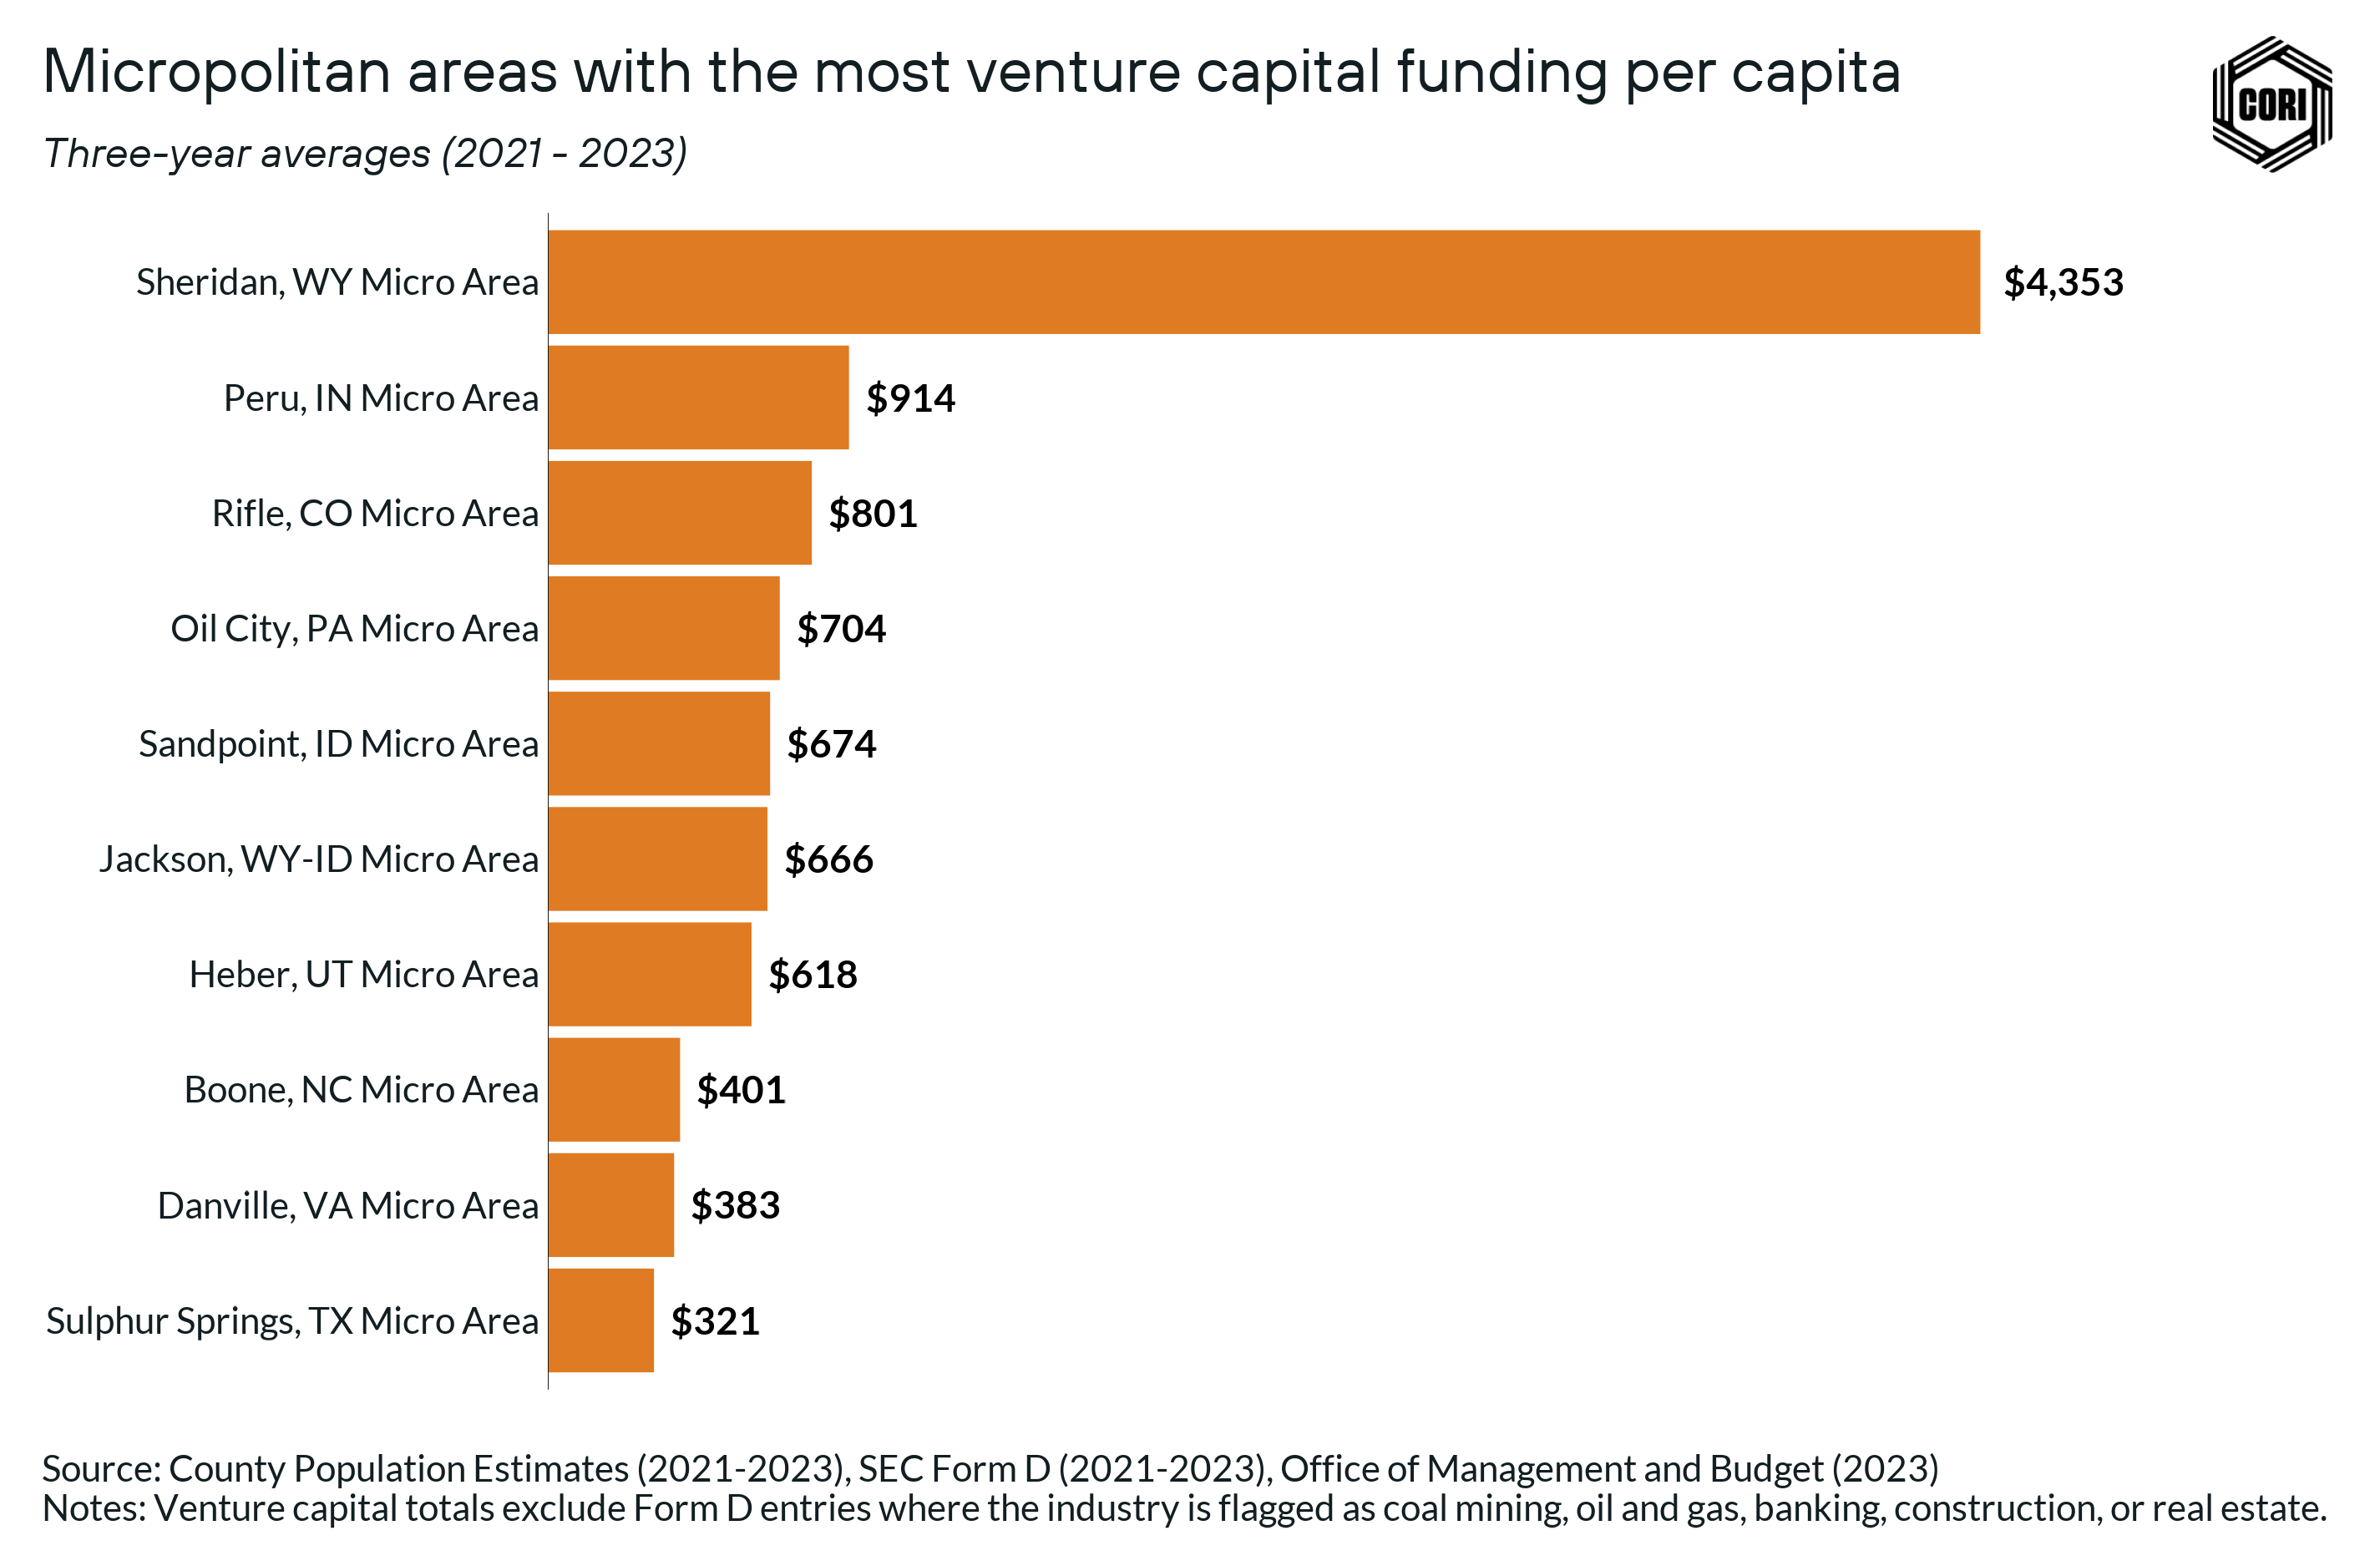 Micropolitan areas with the most venture capital funding per capita
CORI
Three-year averages (2021 - 2023)
Sheridan, WY Micro Area $4,353
Peru, IN Micro Area $914
Rifle, CO Micro Area $801
Oil City, PA Micro Area $704
Sandpoint, ID Micro Area $674
Jackson, WY-ID Micro Area $666
Heber, UT Micro Area $618
Boone, NC Micro Area $401
Danville, VA Micro Area $383
Sulphur Springs, TX Micro Area $321
Source: County Population Estimates (2021-2023), SEC Form D (2021-2023), Office of Management and Budget (2023)
Notes: Venture capital totals exclude Form D entries where the industry is flagged as coal mining, oil and gas, banking, construction, or real estate.